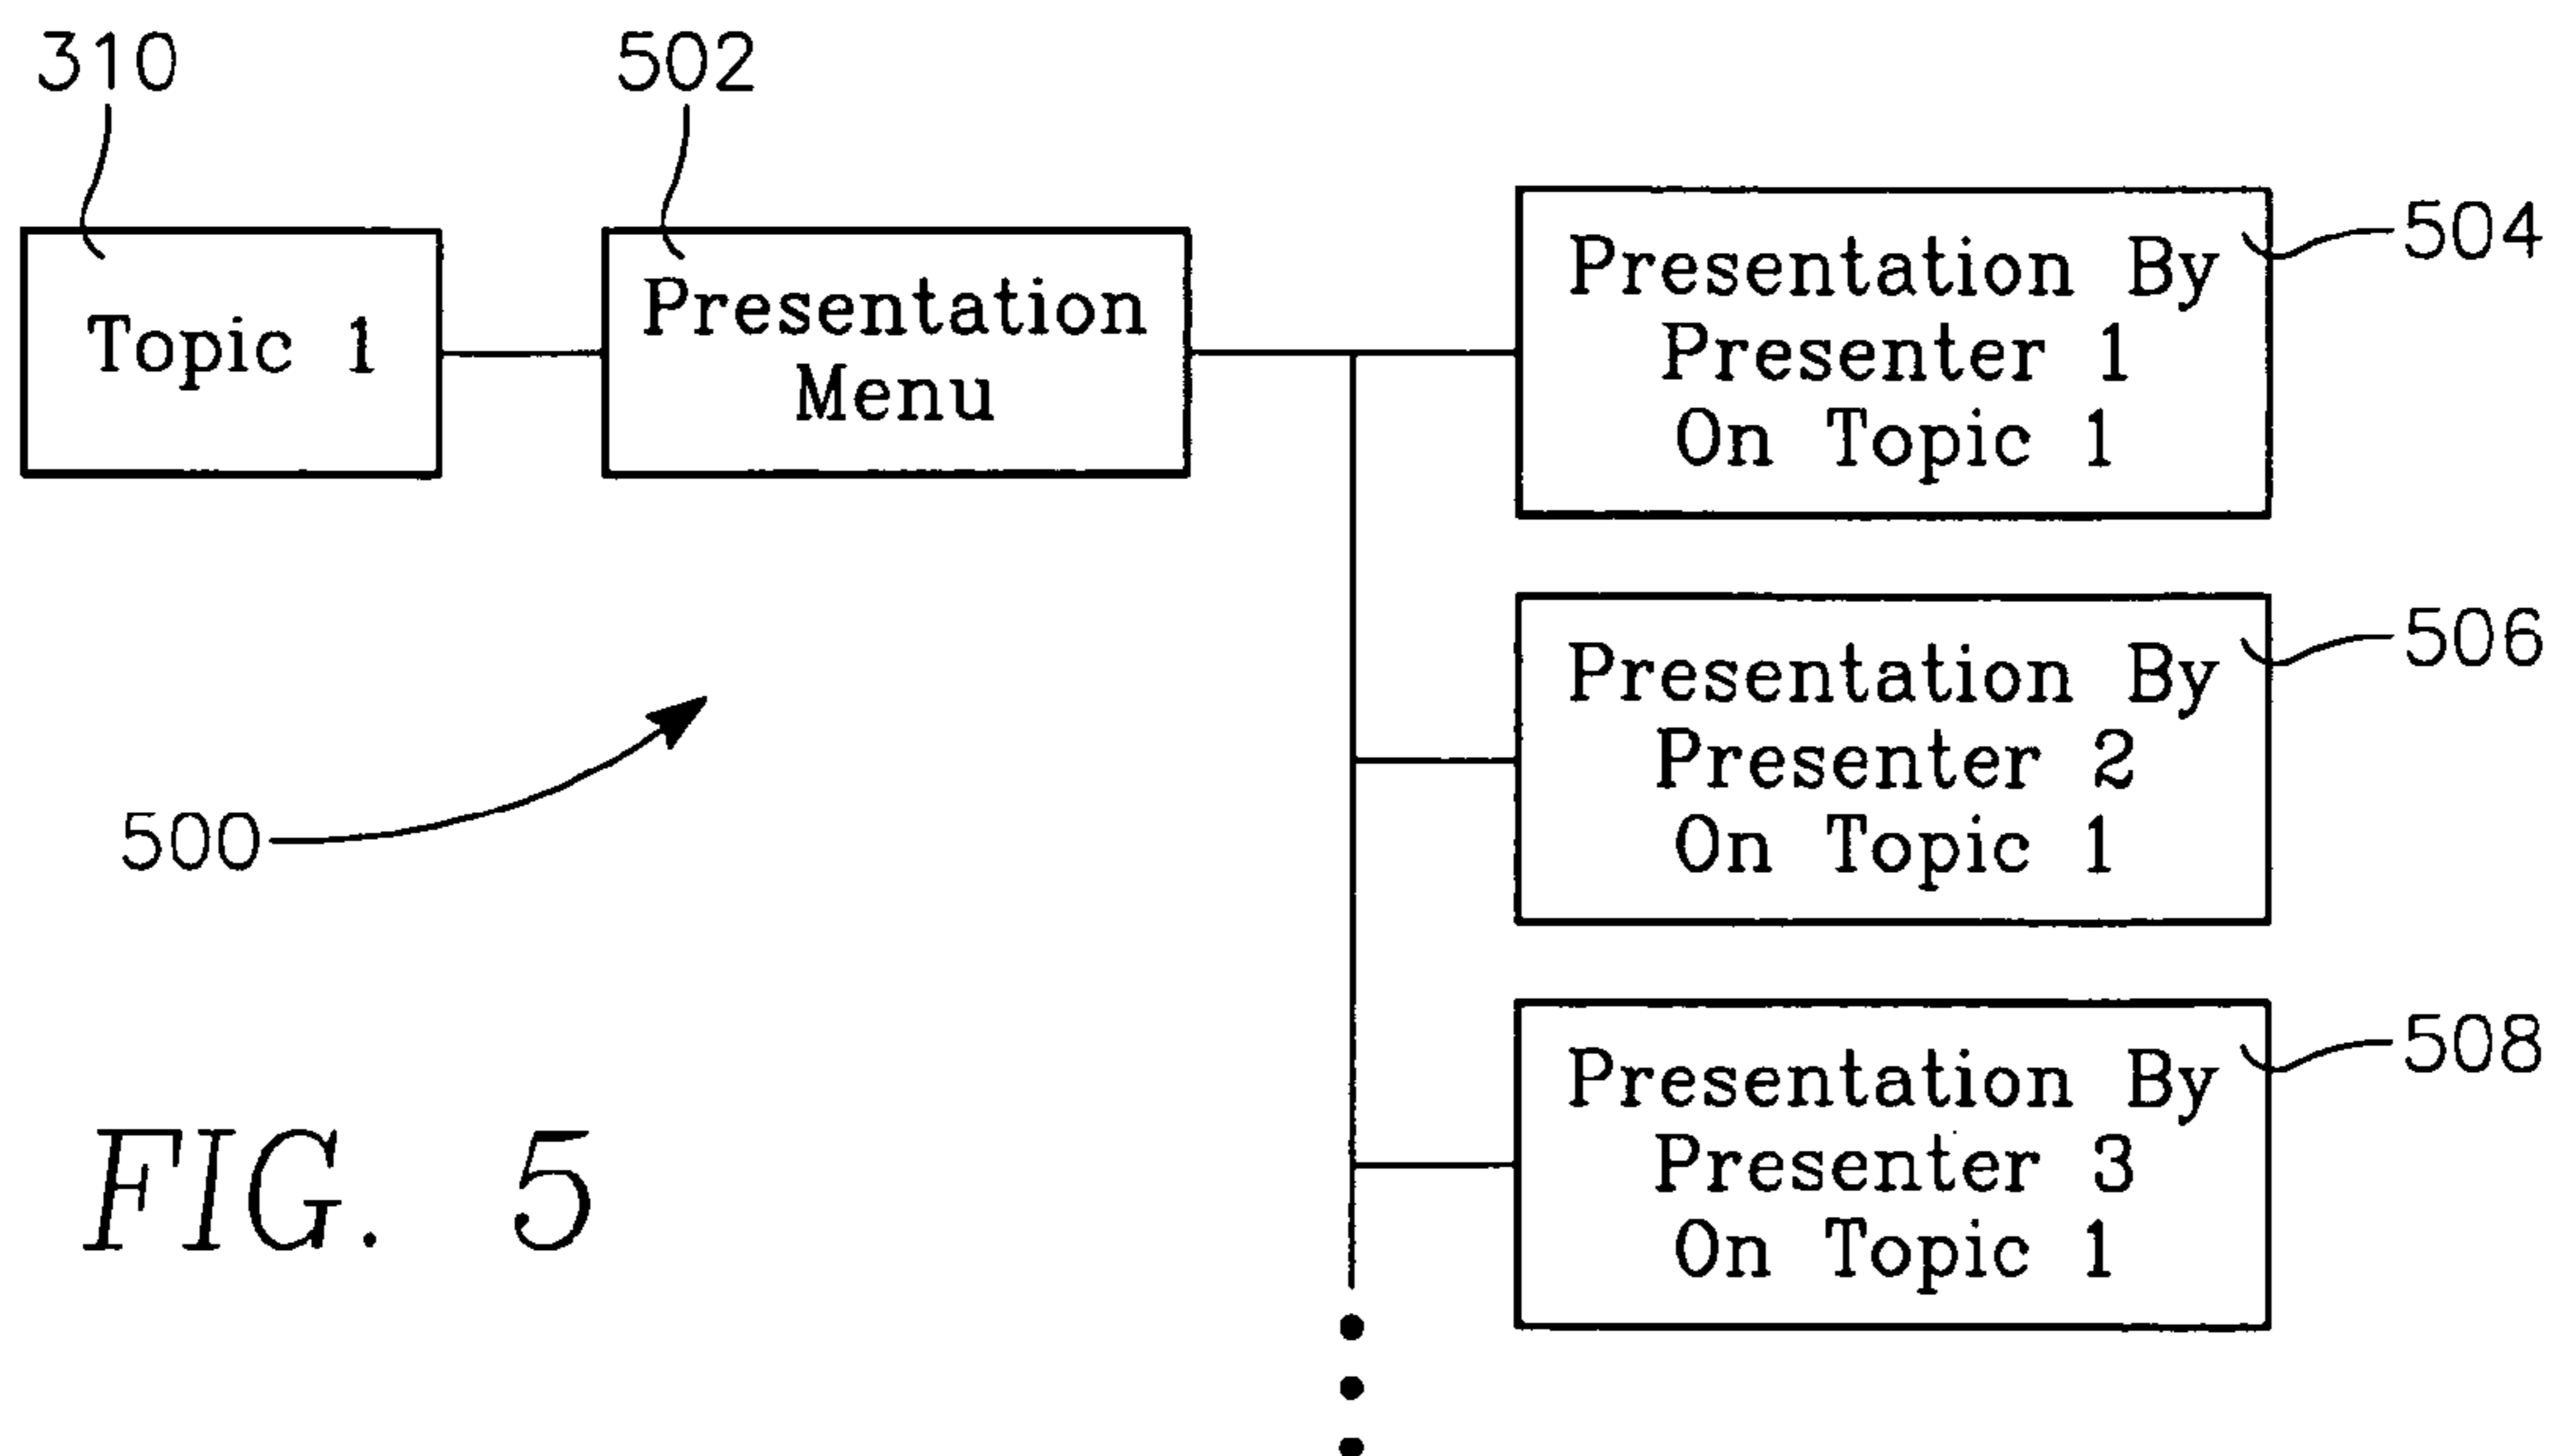 310
502
Topic 1
Presentation
Menu
Presentation By
Presenter 1
On Topic 1
504
Presentation By
Presenter 2
On Topic 1
506
500
Presentation By
Presenter 3
On Topic 1
508
FIG. 5